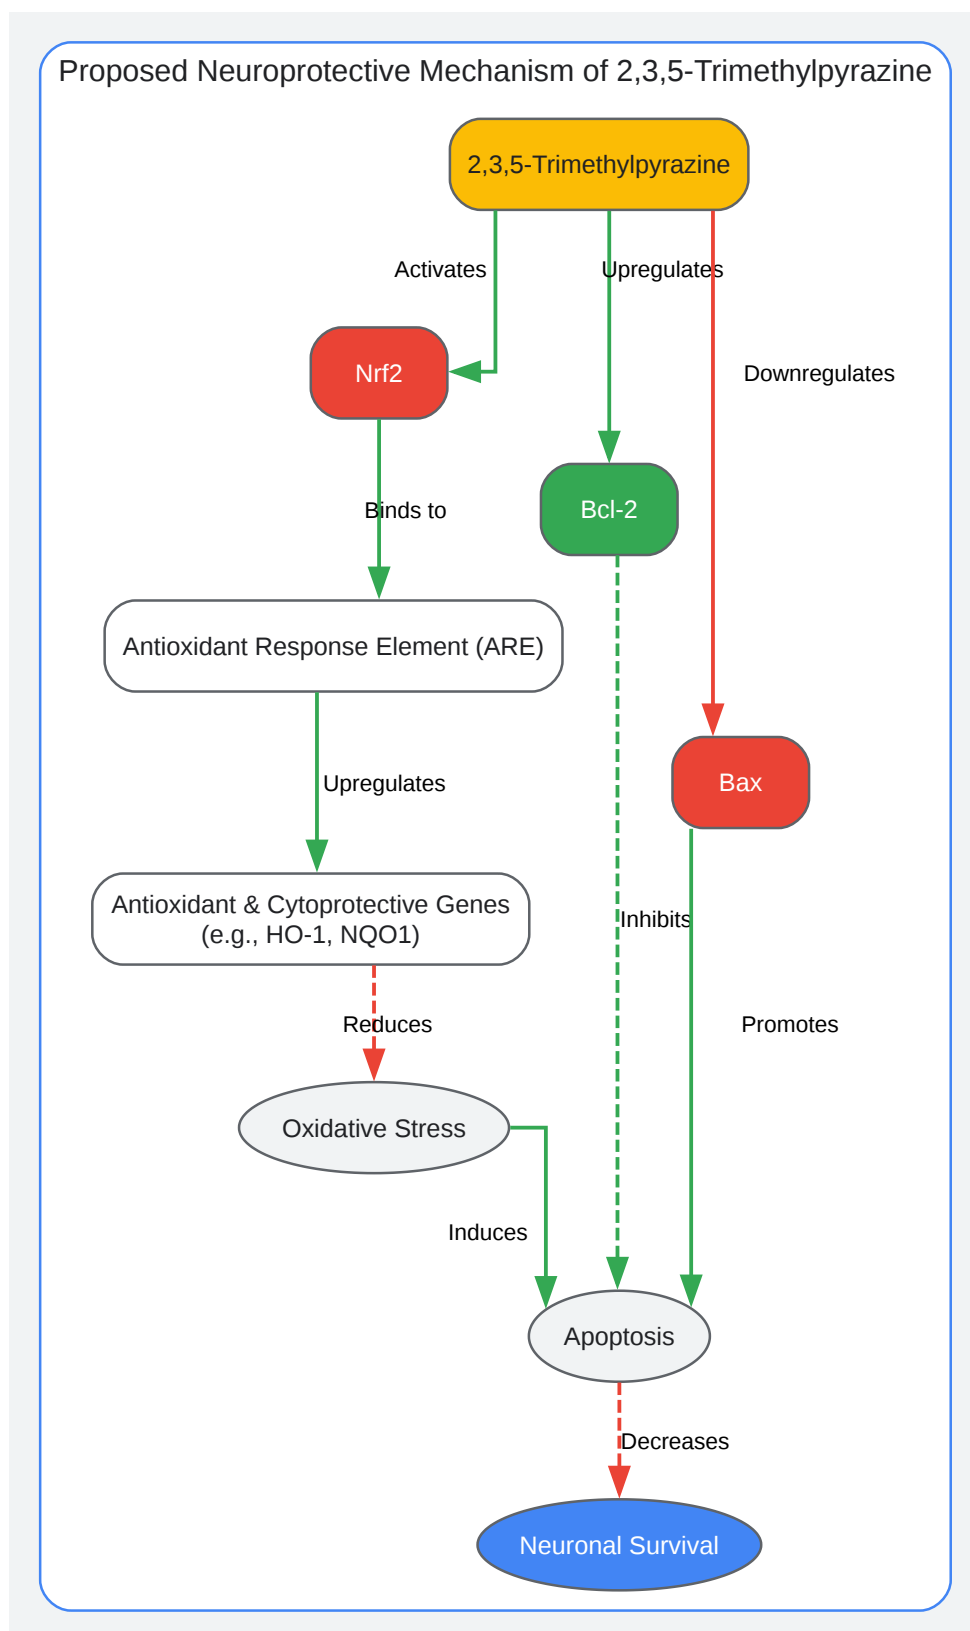 Proposed Neuroprotective Mechanism of 2,3,5-Trimethylpyrazine
2,3,5-Trimethylpyrazine
Activates
Upregulates
Downregulates
Nrf2
Bcl-2
Binds to
Antioxidant Response Element (ARE)
Upregulates
Bax
Antioxidant & Cytoprotective Genes
(e.g., HO-1, NQO1)
Inhibits
Reduces
Promotes
Oxidative Stress
Induces
Apoptosis
Decreases
Neuronal Survival